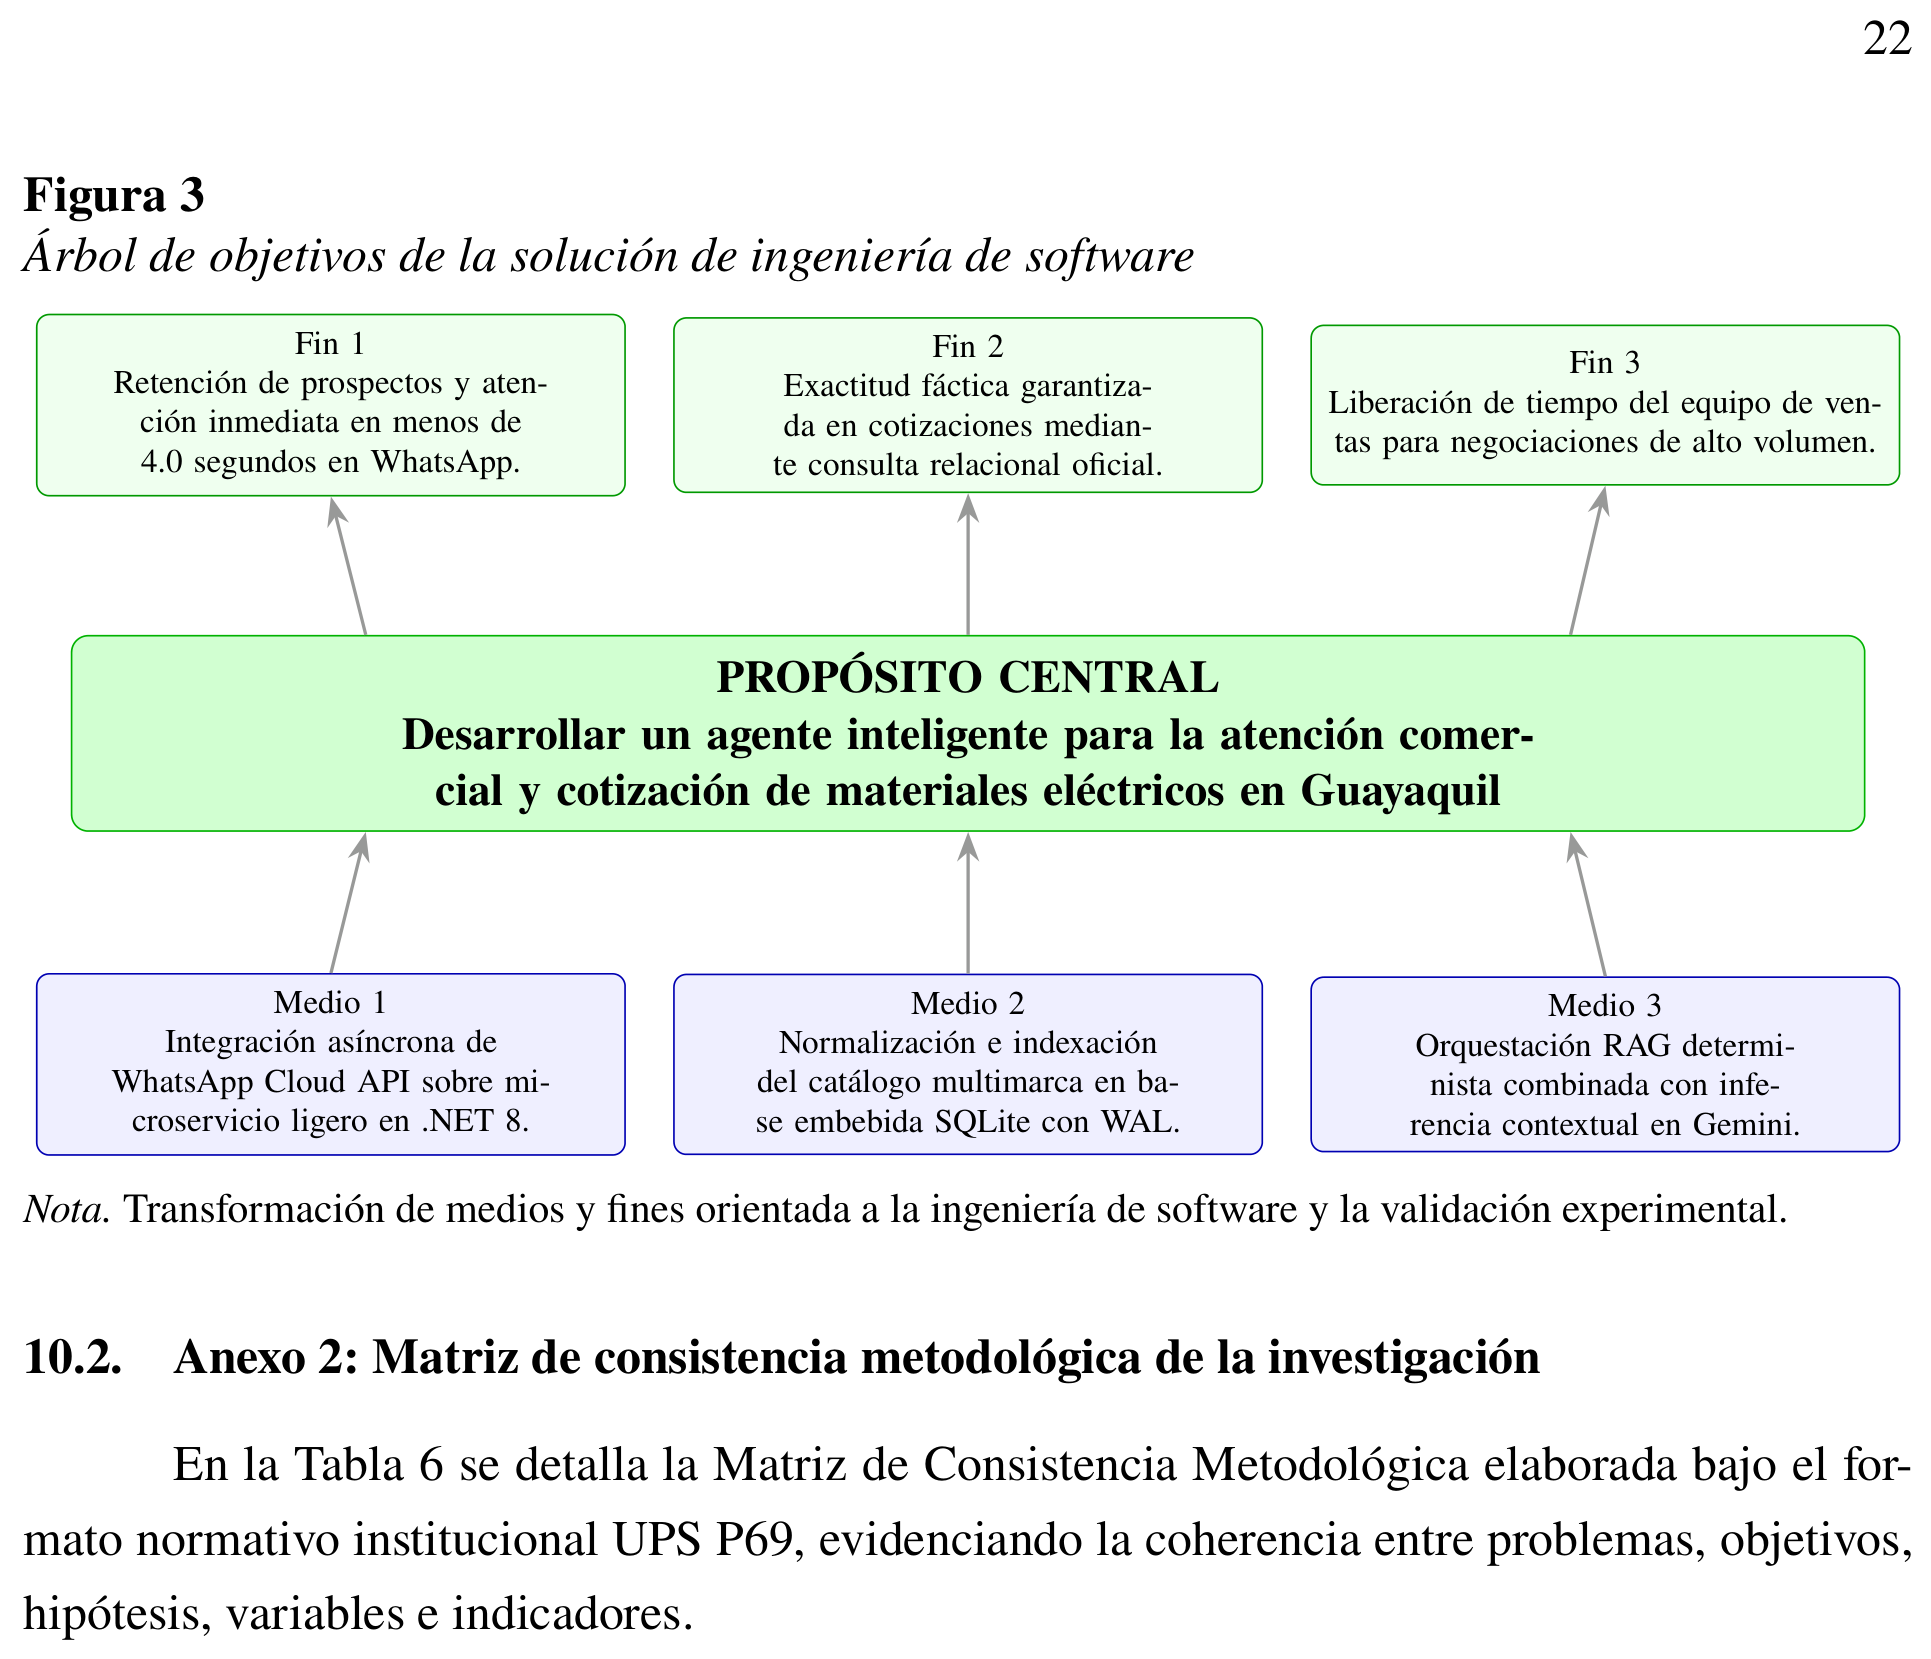 22
Figura 3
Árbol de objetivos de la solución de ingeniería de software
Fin 1
Retención de prospectos y aten-
ción inmediata en menos de
4.0 segundos en WhatsApp.
Fin 2
Exactitud fáctica garantiza-
da en cotizaciones median-
te consulta relacional oficial.
Fin 3
Liberación de tiempo del equipo de ven-
tas para negociaciones de alto volumen.
PROPÓSITO CENTRAL
Desarrollar un agente inteligente para la atención comer-
cial y cotización de materiales eléctricos en Guayaquil
Medio 1
Integración asíncrona de
WhatsApp Cloud API sobre mi-
croservicio ligero en .NET 8.
Medio 2
Normalización e indexación
del catálogo multimarca en ba-
se embebida SQLite con WAL.
Medio 3
Orquestación RAG determi-
nista combinada con infe-
rencia contextual en Gemini.
Nota. Transformación de medios y fines orientada a la ingeniería de software y la validación experimental.
10.2. Anexo 2: Matriz de consistencia metodológica de la investigación
En la Tabla 6 se detalla la Matriz de Consistencia Metodológica elaborada bajo el for-
mato normativo institucional UPS P69, evidenciando la coherencia entre problemas, objetivos,
hipótesis, variables e indicadores.